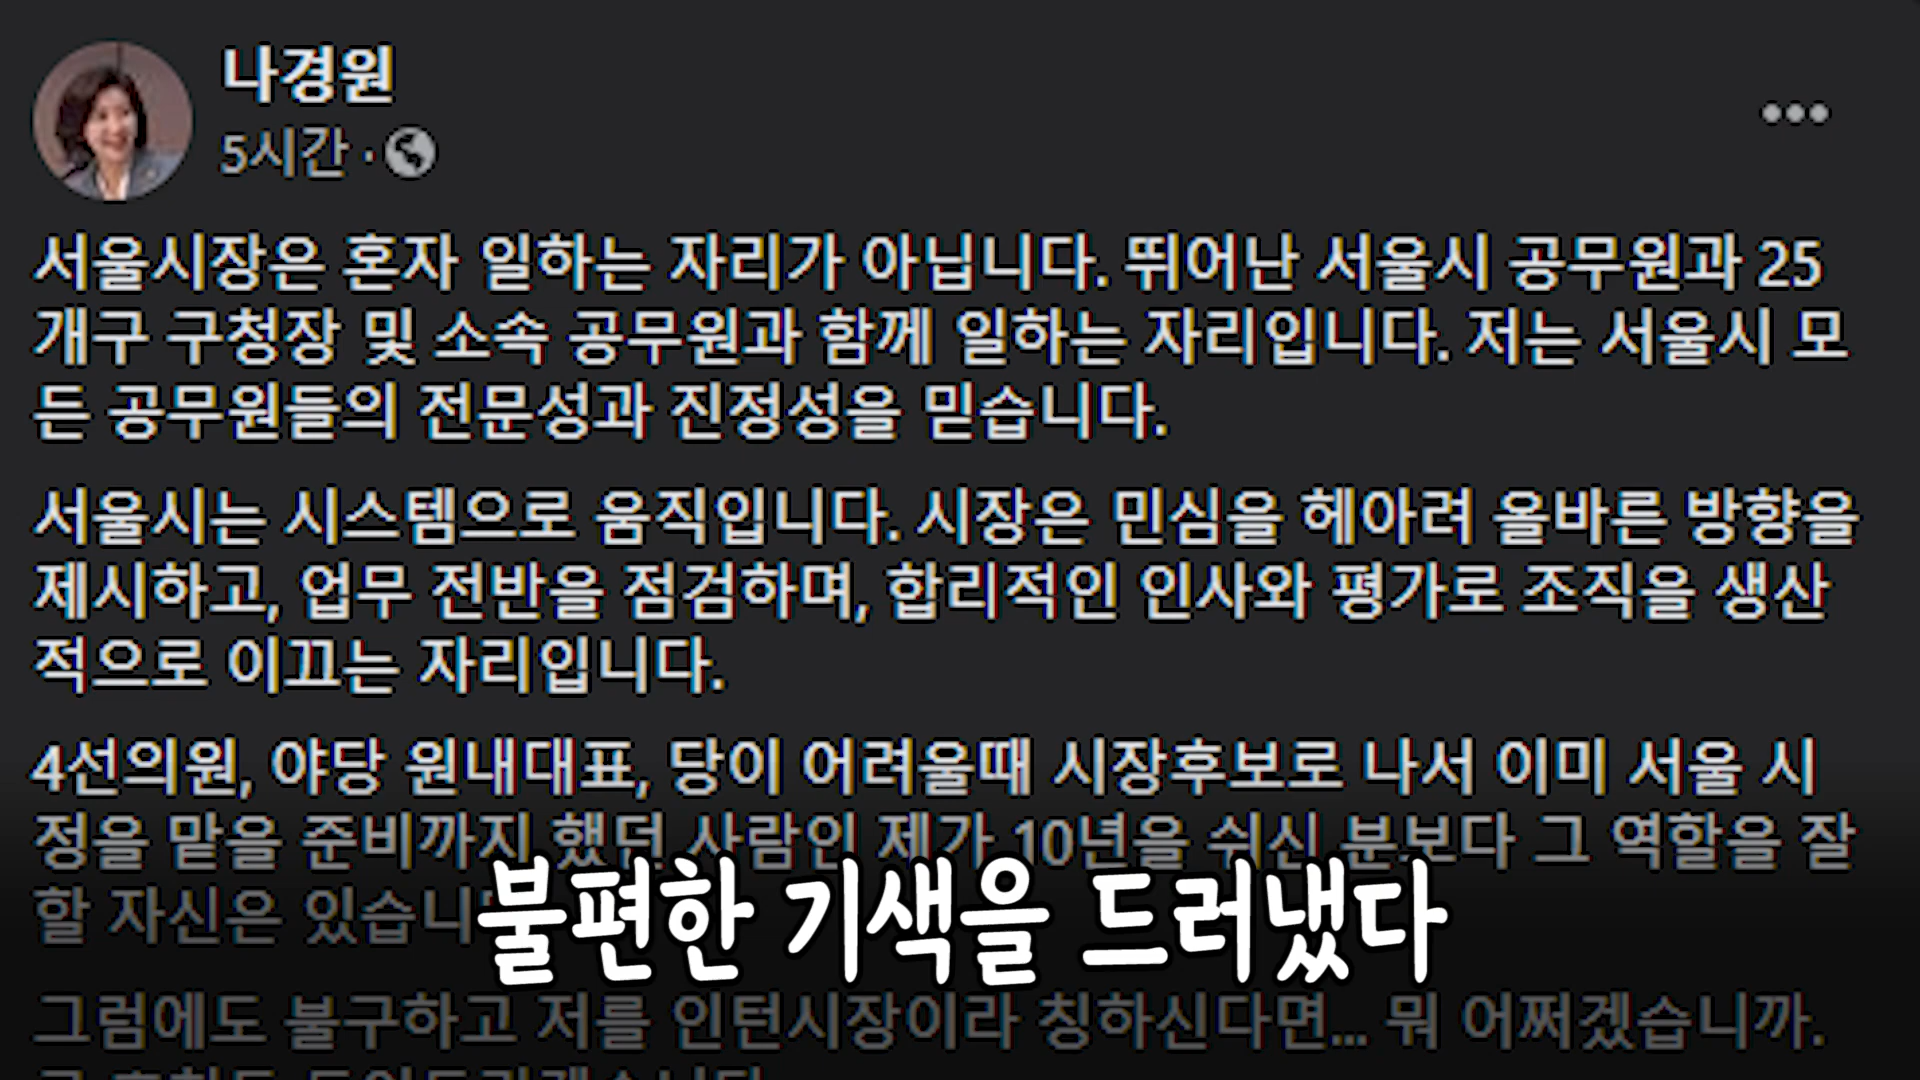 나경원
5시간 ·
서울시장은 혼자 일하는 자리가 아닙니다. 뛰어난 서울시 공무원과 25
개구 구청장 및 소속 공무원과 함께 일하는 자리입니다. 저는 서울시 모
든 공무원들의 전문성과 진정성을 믿습니다.
서울시는 시스템으로 움직입니다. 시장은 민심을 헤아려 올바른 방향을
제시하고, 업무 전반을 점검하며, 합리적인 인사와 평가로 조직을 생산
적으로 이끄는 자리입니다.
4선의원, 야당 원내대표, 당이 어려울때 시장후보로 나서 이미 서울 시
정을 맡을 준비까지 했던 사람인 제가 10년을 쉬신 분보다 그 역할을 잘
할 자신은 있습니
불편한 기색을 드러냈다
그럼에도 불구하고 저를 인턴시장이라 칭하신다면... 뭐 어쩌겠습니까.